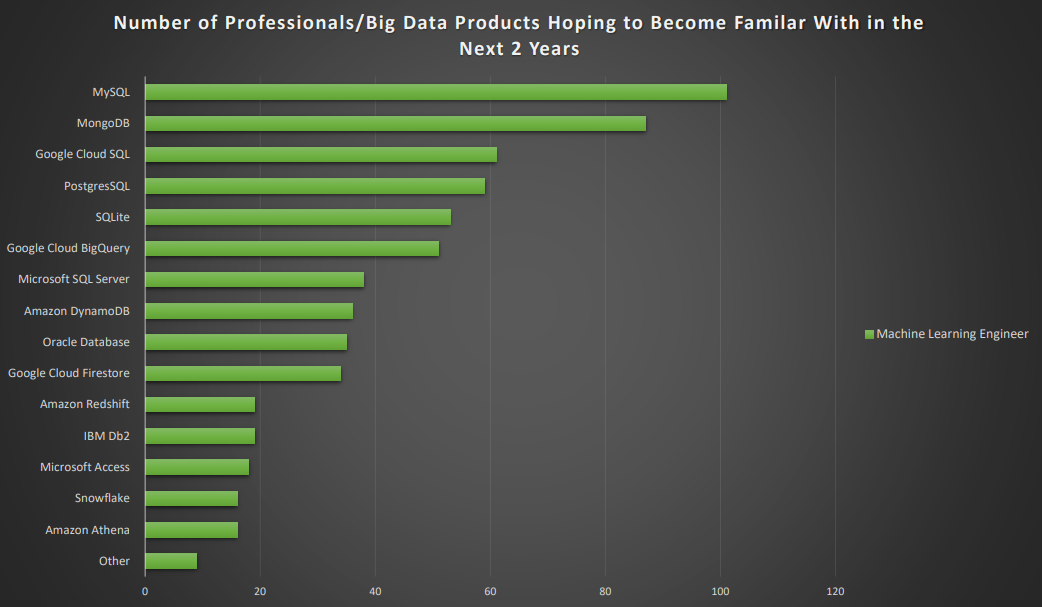 Number of Professionals/Big Data Products Hoping to Become Familar With in the
Next 2 Years
MySQL
MongoDB
Google Cloud SQL
PostgresSQL
SQLite
Google Cloud BigQuery
Microsoft SQL Server
Amazon DynamoDB
Oracle Database
Google Cloud Firestore
Amazon Redshift
IBM Db2
Microsoft Access
Snowflake
Amazon Athena
Other
0 20 40 60 80 100 120
Machine Learning Engineer